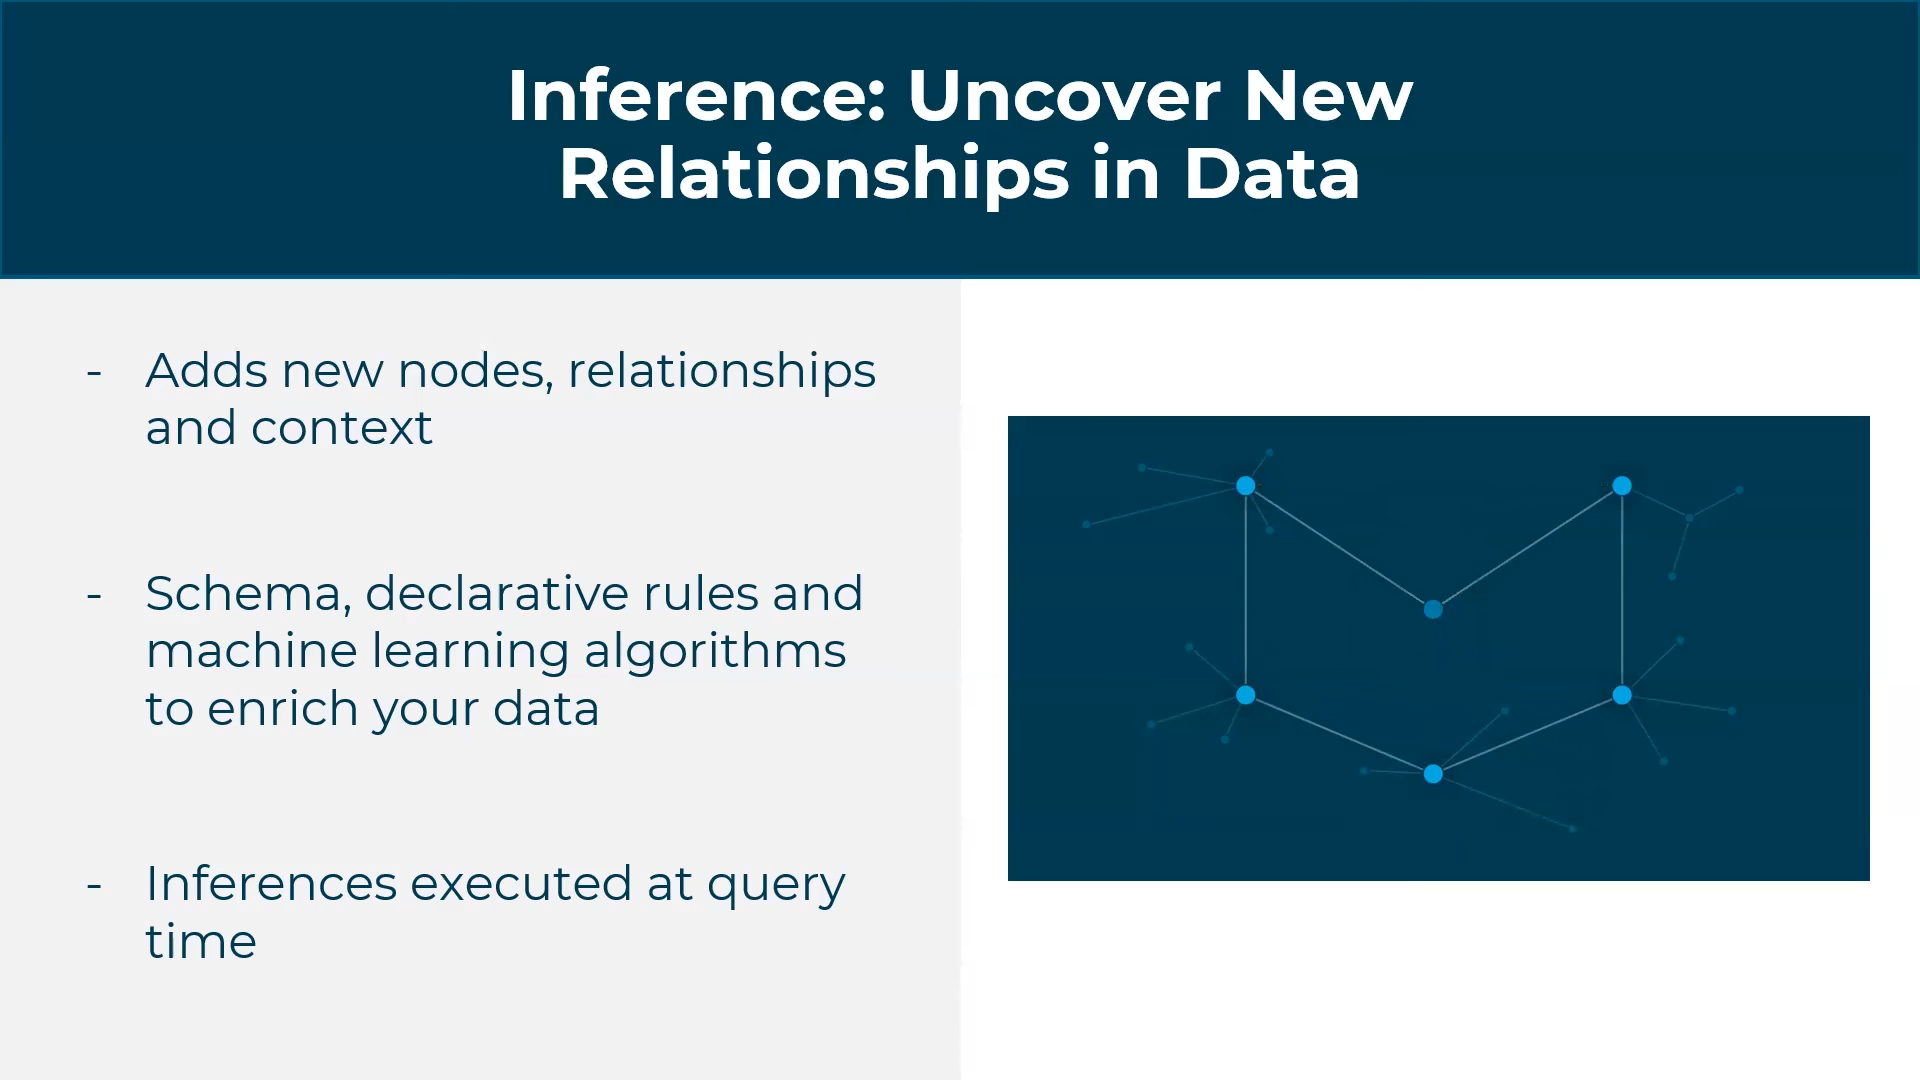 Inference: Uncover New
Relationships in Data
- Adds new nodes, relationships
and context
- Schema, declarative rules and
machine learning algorithms
to enrich your data
- Inferences executed at query
time